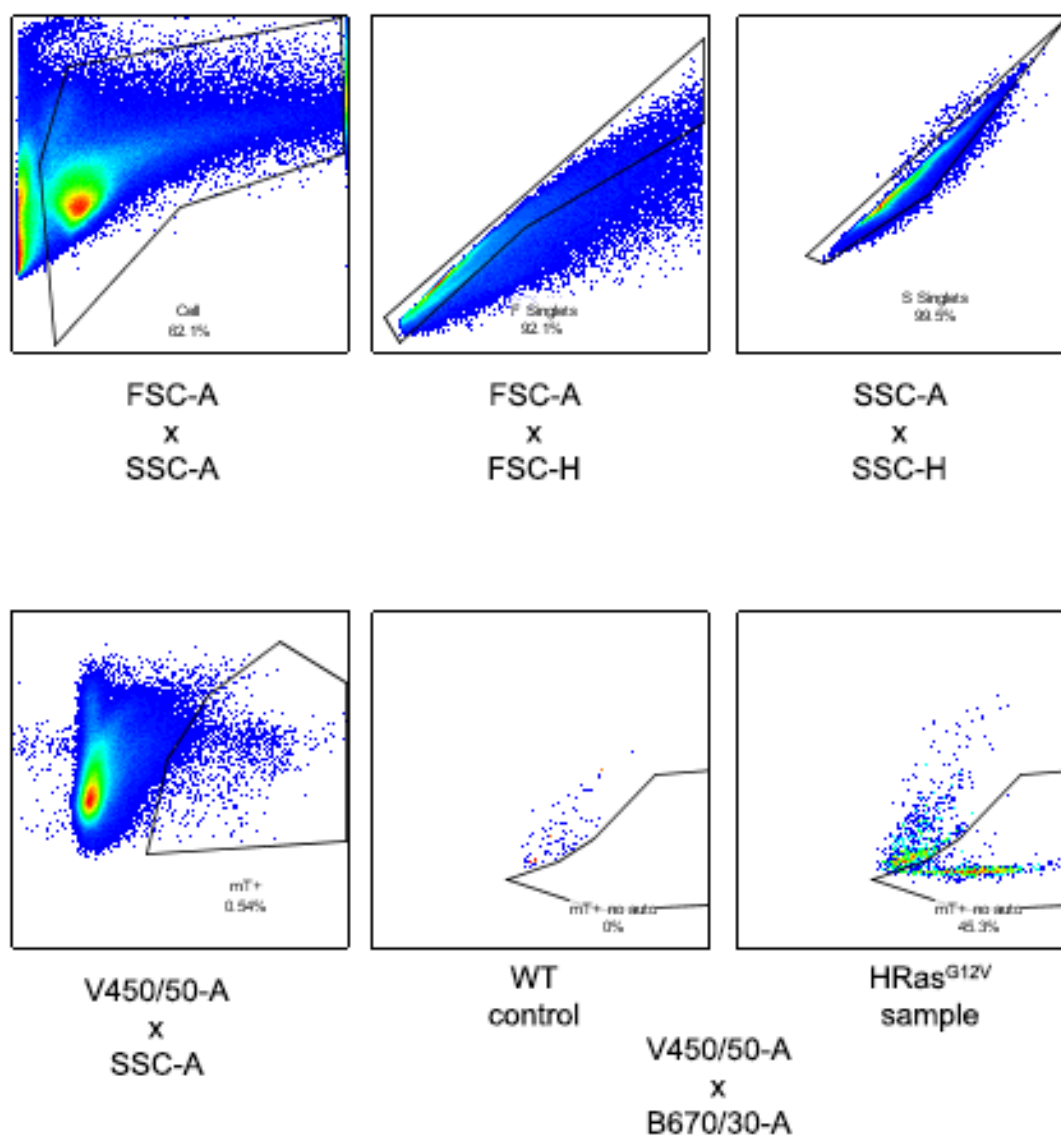 Cell
62.1%
F Singlets
92.1%
S Singlets
99.5%
FSC-A
x
SSC-A
FSC-A
x
FSC-H
SSC-A
x
SSC-H
mT+
0.54%
mT+ no auto
0%
mT+ no auto
45.3%
V450/50-A
x
SSC-A
WT
control
HRasG12V
sample
V450/50-A
x
B670/30-A